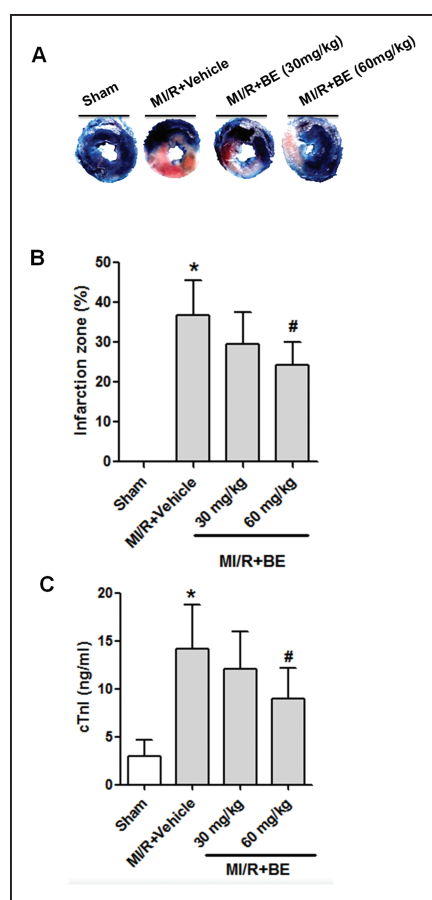 A
Sham
MI/R+Vehicle
MI/R+BE (30mg/kg)
MI/R+BE (60mg/kg)
B
Infarction zone (%)
50
40
30
20
10
0
*
#
Sham
MI/R+Vehicle
30 mg/kg
60 mg/kg
MI/R+BE
C
cTnI (ng/ml)
20
15
10
5
0
*
#
Sham
MI/R+Vehicle
30 mg/kg
60 mg/kg
MI/R+BE